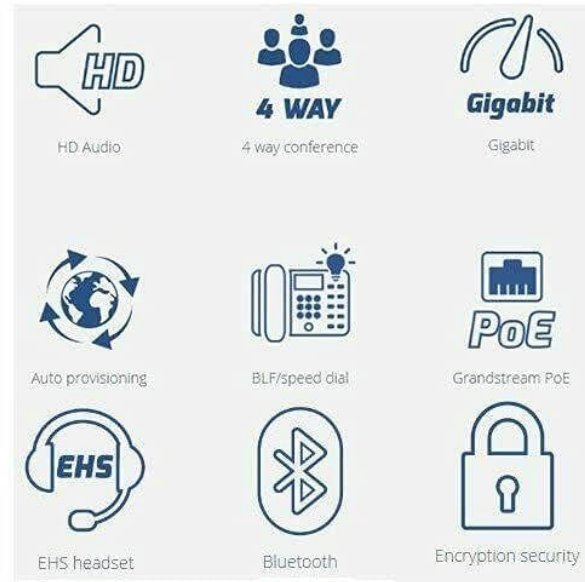 HD
4 WAY
Gigabit
HD Audio
4 way conference
Gigabit
PoE
Auto provisioning
BLF/speed dial
Grandstream PoE
EHS
EHS headset
Bluetooth
Encryption security